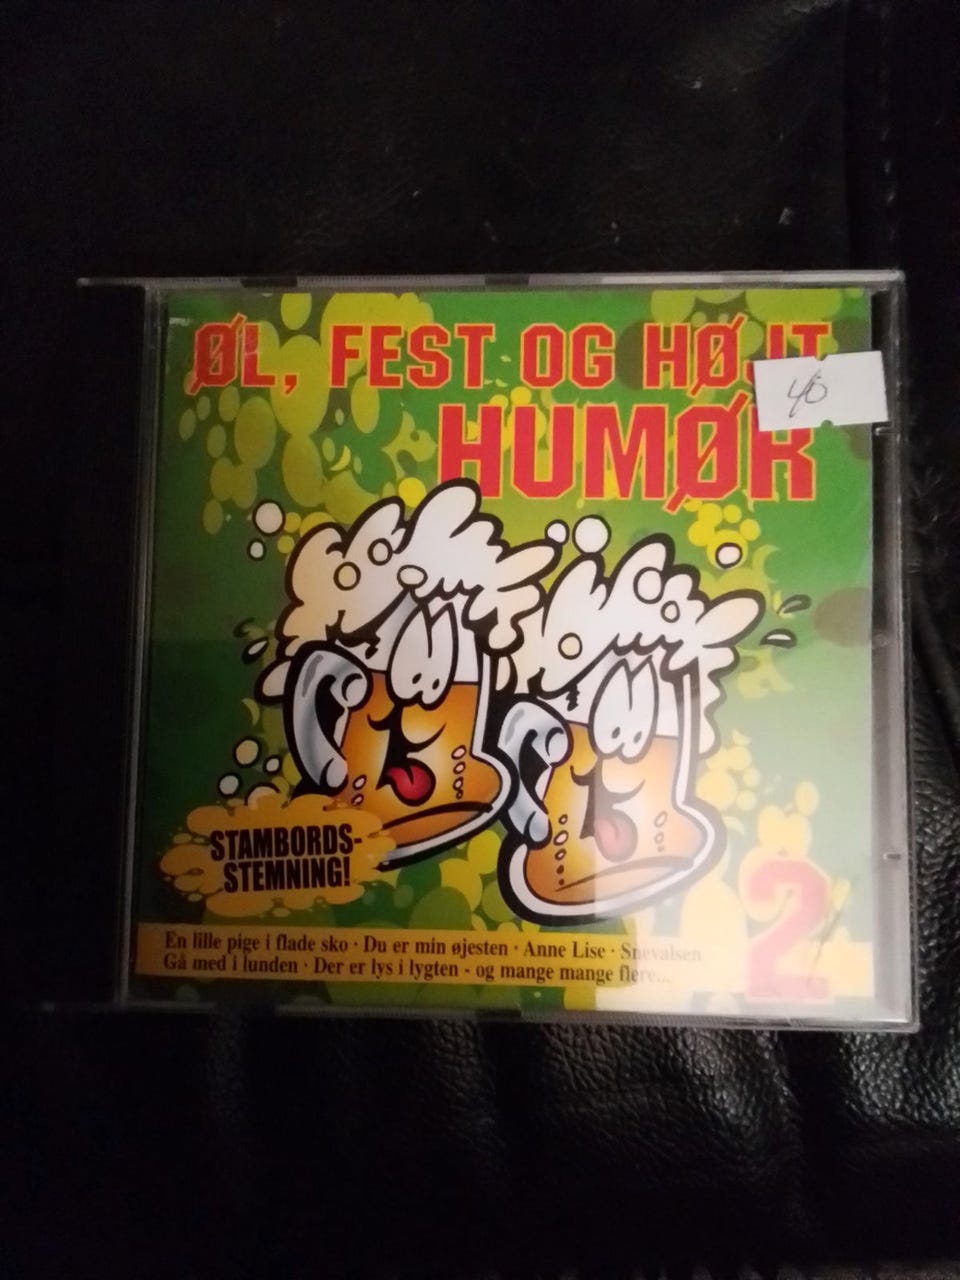 ØL, FEST OG HØJT
HUMØR
40
STAMBORDS-
STEMNING!
2
En lille pige i flade sko · Du er min øjesten · Anne Lise · Snevalsen
Gå med i lunden · Der er lys i lygten - og mange mange flere...